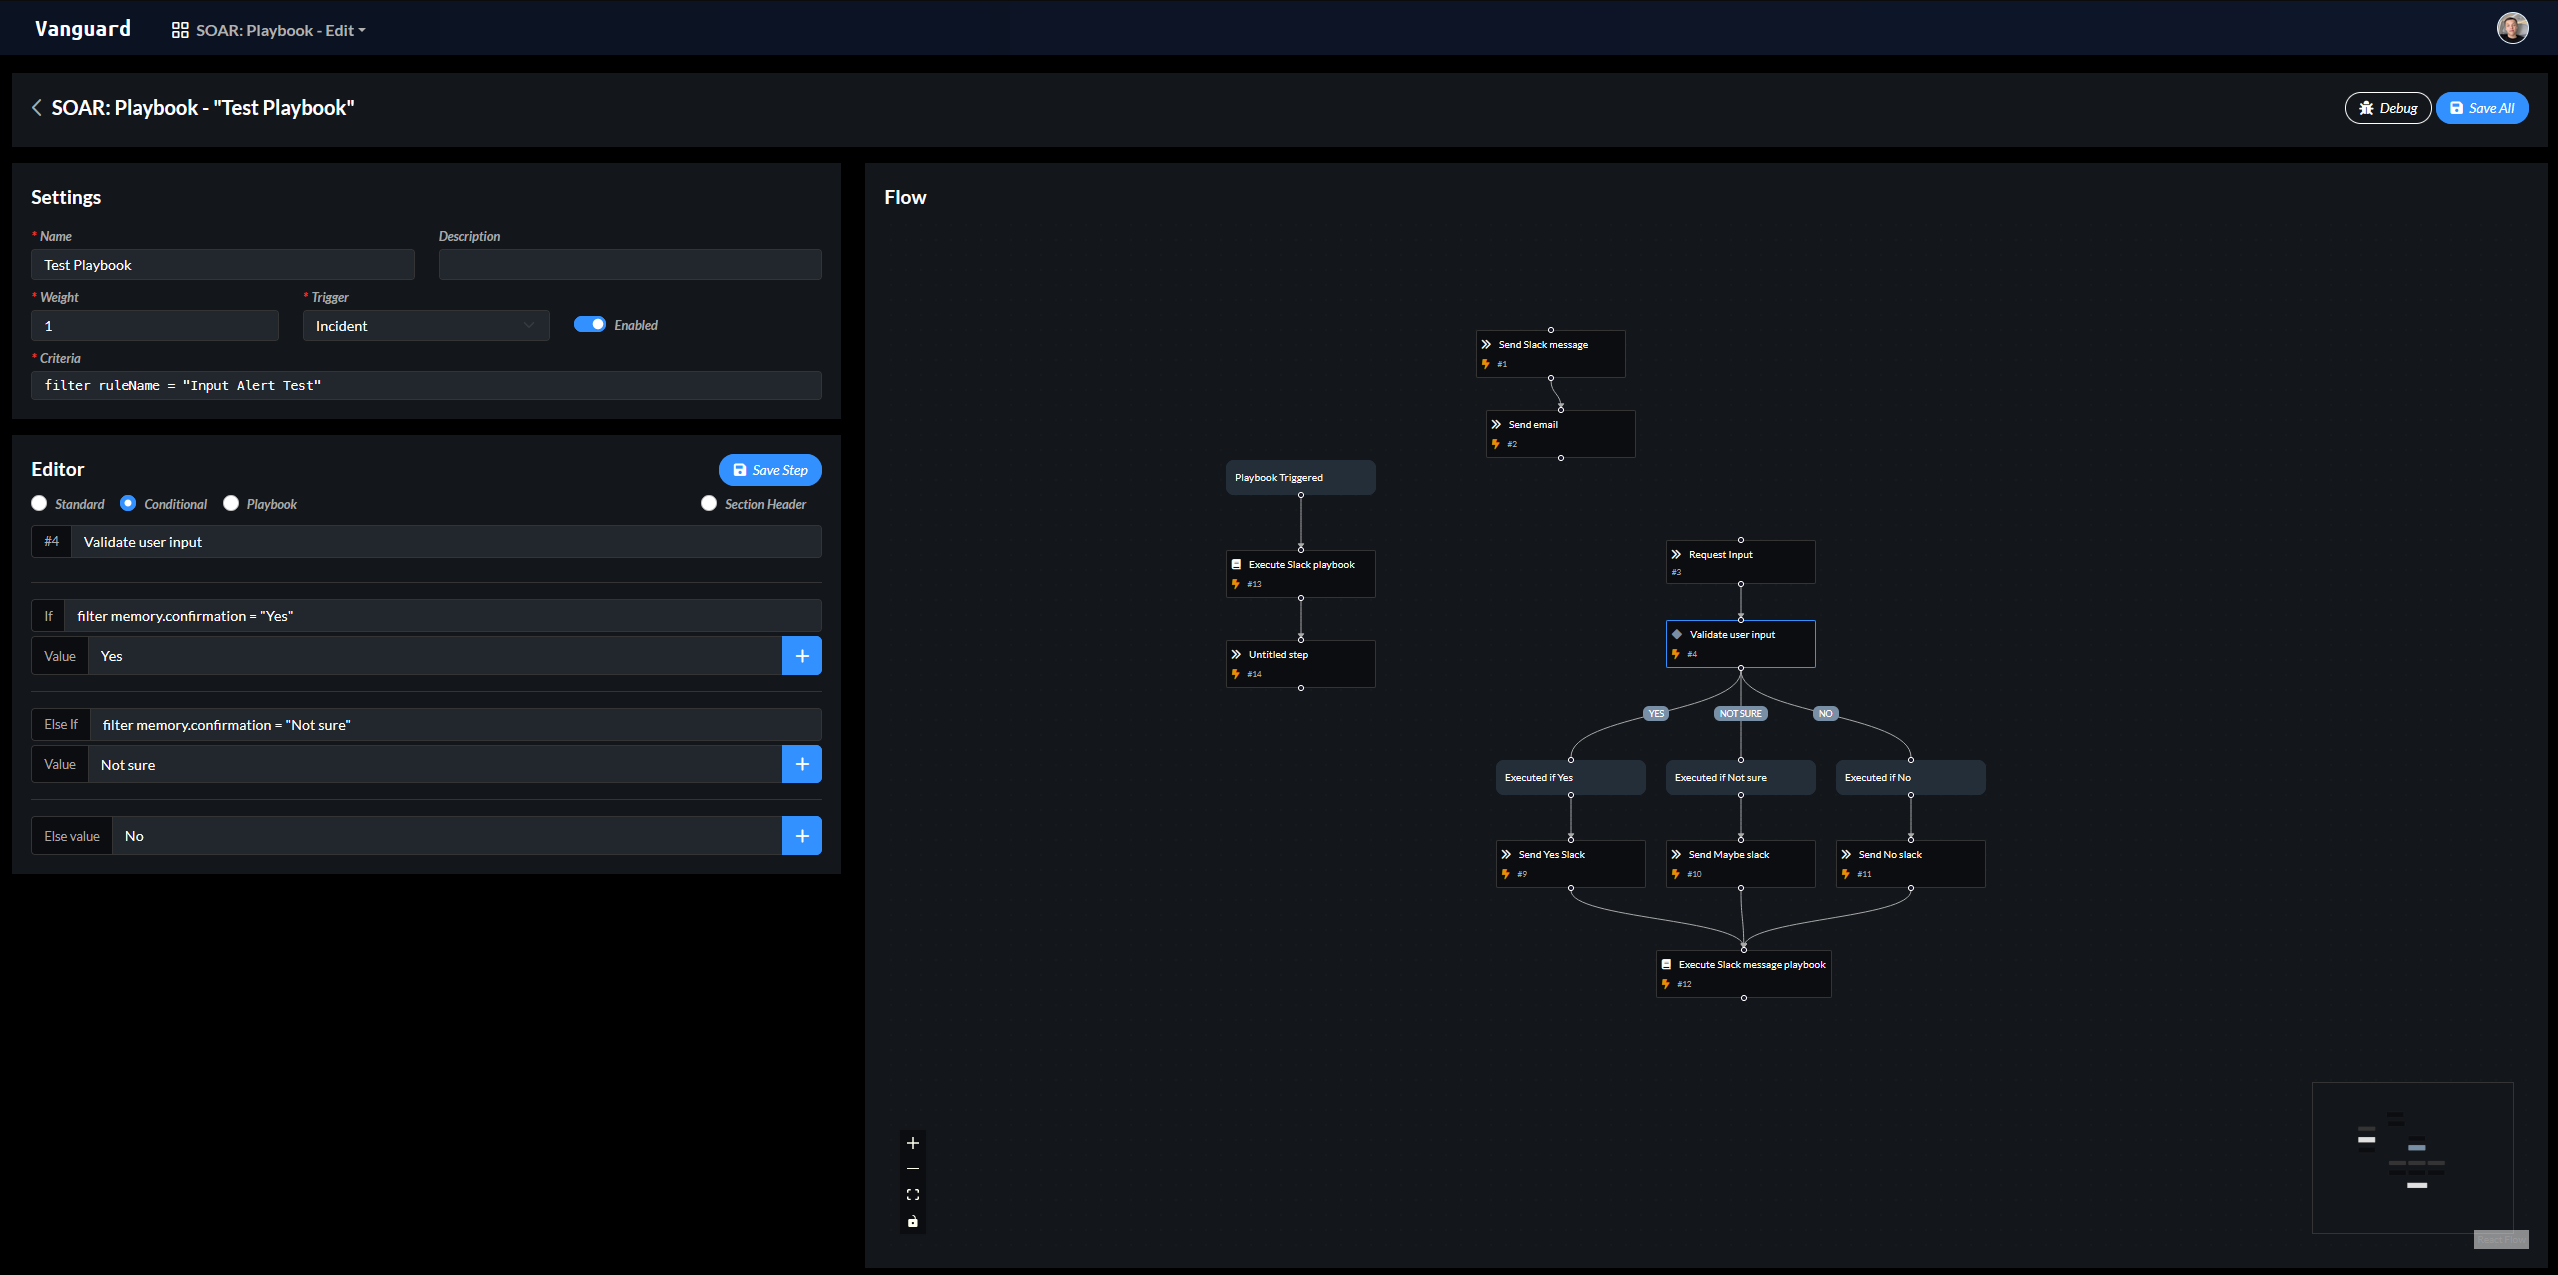 Vanguard
SOAR: Playbook - Edit
SOAR: Playbook - "Test Playbook"
Debug
Save All
Settings
* Name
Description
Test Playbook
* Weight
* Trigger
1
Incident
Enabled
* Criteria
filter ruleName = "Input Alert Test"
Editor
Save Step
Standard
Conditional
Playbook
Section Header
#4
Validate user input
If
filter memory.confirmation = "Yes"
Value
Yes
Else If
filter memory.confirmation = "Not sure"
Value
Not sure
Else value
No
Flow
Send Slack message
#1
Send email
#2
Playbook Triggered
Execute Slack playbook
#13
Untitled step
#14
Request Input
#3
Validate user input
#4
YES
NOT SURE
NO
Executed if Yes
Executed if Not sure
Executed if No
Send Yes Slack
#9
Send Maybe slack
#10
Send No slack
#11
Execute Slack message playbook
#12
React Flow